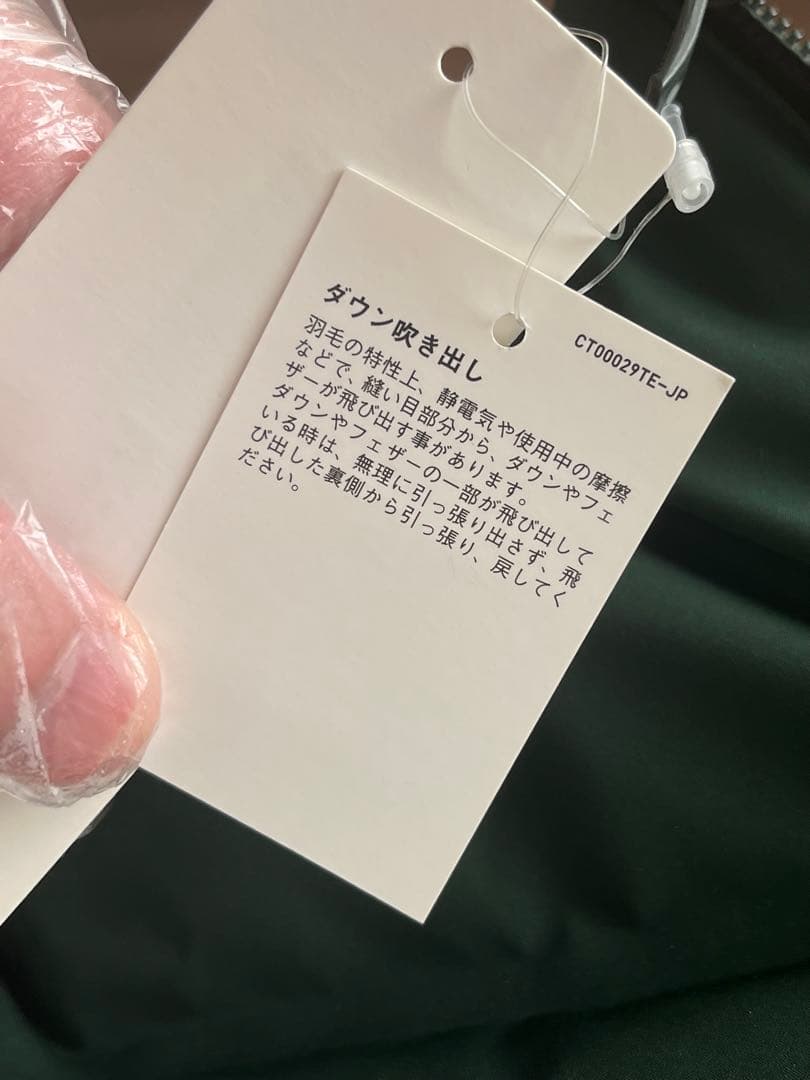 CT00029TE-JP
ダウン吹き出し
羽毛の特性上、静電気や使用中の摩擦
などで、縫い目部分から、ダウンやフェ
ザーが飛び出す事があります。
ダウンやフェザーの一部が飛び出して
いる時は、無理に引っ張り出さず、飛
び出した裏側から引っ張り、戻してく
ださい。